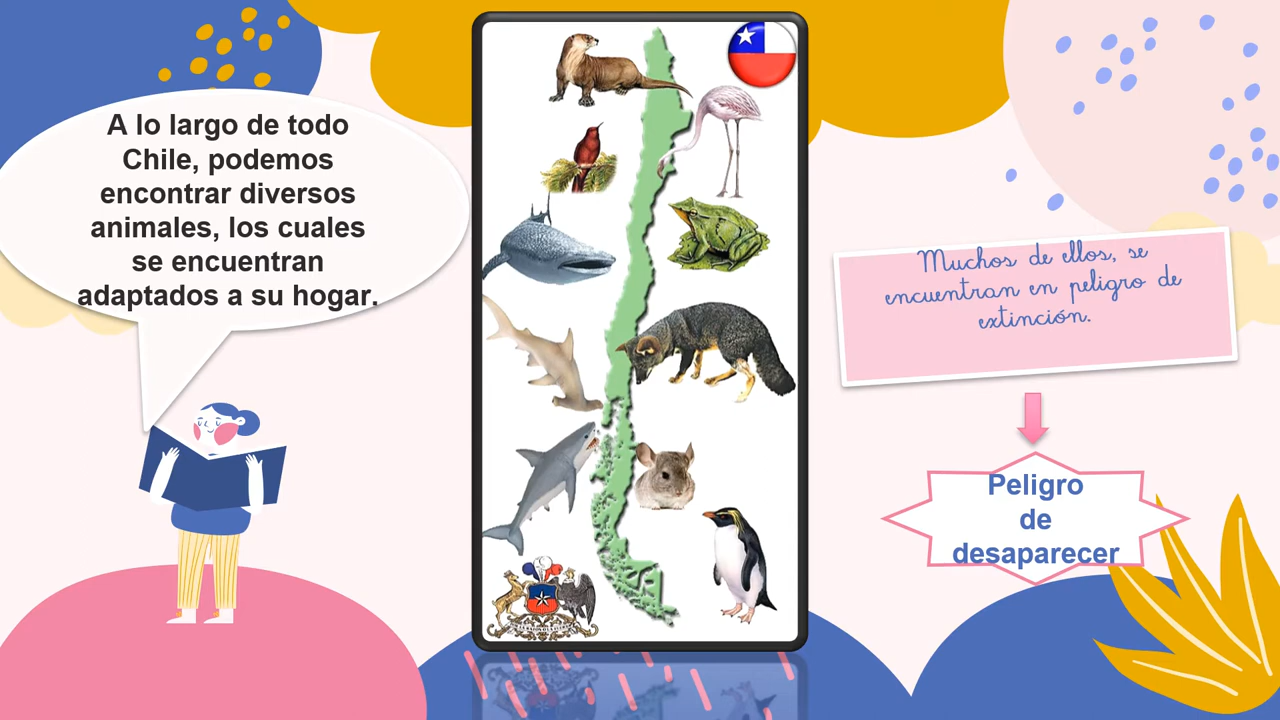 A lo largo de todo
Chile, podemos
encontrar diversos
animales, los cuales
se encuentran
adaptados a su hogar.
Muchos de ellos, se
encuentran en peligro de
extinción.
Peligro
de
desaparecer